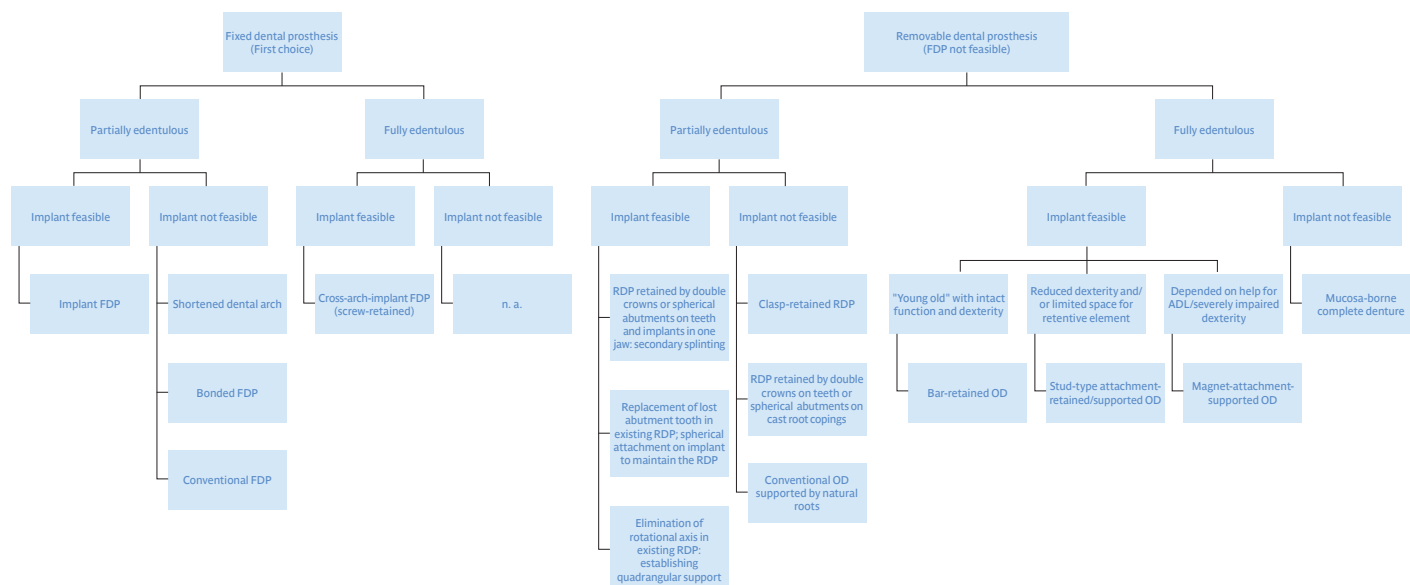 Fixed dental prosthesis
(First choice)
Removable dental prosthesis
(FDP not feasible)
Partially edentulous
Fully edentulous
Partially edentulous
Fully edentulous
Implant feasible
Implant not feasible
Implant feasible
Implant not feasible
Implant feasible
Implant not feasible
Implant feasible
Implant not feasible
Implant FDP
Shortened dental arch
Bonded FDP
Conventional FDP
Cross-arch-implant FDP
(screw-retained)
n. a.
RDP retained by double
crowns or spherical
abutments on teeth
and implants in one
jaw: secondary splinting
Replacement of lost
abutment tooth in
existing RDP; spherical
attachment on implant
to maintain the RDP
Elimination of
rotational axis in
existing RDP:
establishing
quadrangular support
Clasp-retained RDP
RDP retained by double
crowns on teeth or
spherical abutments on
cast root copings
Conventional OD
supported by natural
roots
"Young old" with intact
function and dexterity
Bar-retained OD
Reduced dexterity and/
or limited space for
retentive element
Stud-type attachment-
retained/supported OD
Depended on help for
ADL/severely impaired
dexterity
Magnet-attachment-
supported OD
Mucosa-borne
complete denture